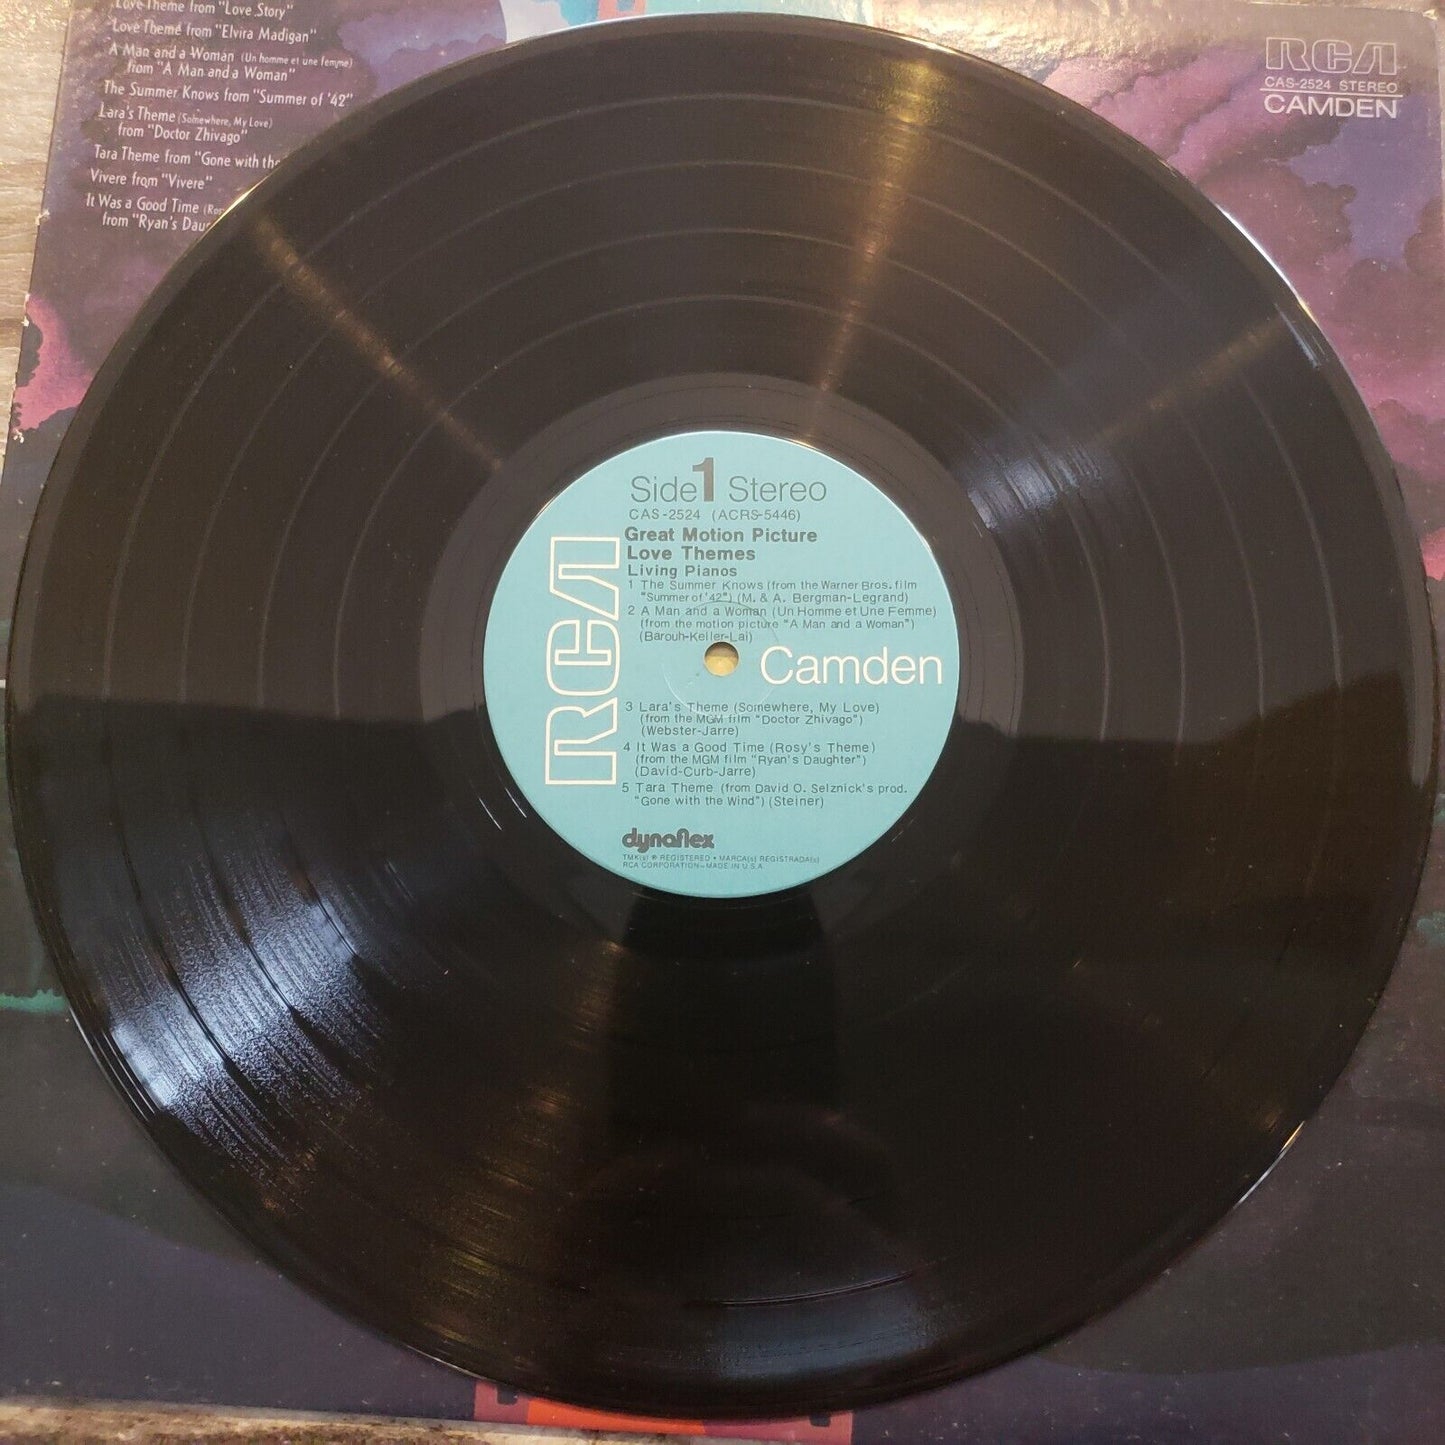 Love Theme from "Love Story"
Love Theme from "Elvira Madigan"
A Man and a Woman (Un homme et une femme)
from "A Man and a Woman"
The Summer Knows from "Summer of '42"
Lara's Theme (Somewhere, My Love)
from "Doctor Zhivago"
Tara Theme from "Gone with the
Vivere from "Vivere"
It Was a Good Time
from "Ryan's
RCA
CAS-2524 STEREO
CAMDEN
Side 1 Stereo
CAS-2524 (ACRS-5446)
Great Motion Picture
Love Themes
Living Pianos
1 The Summer Knows (from the Warner Bros. film
"Summer of '42") (M. & A. Bergman-Legrand)
2 A Man and a Woman (Un Homme et Une Femme)
(from the motion picture "A Man and a Woman")
(Barouh-Keller-Lai)
RCA
Camden
3 Lara's Theme (Somewhere, My Love)
(from the MGM film "Doctor Zhivago")
(Webster-Jarre)
4 It Was a Good Time (Rosy's Theme)
(from the MGM film "Ryan's Daughter")
(David-Curb-Jarre)
5 Tara Theme (from David O. Selznick's prod.
"Gone with the Wind") (Steiner)
dynaflex
TMK(s) ® REGISTERED • MARCA(s) REGISTRADA(s)
RCA CORPORATION—MADE IN U.S.A.